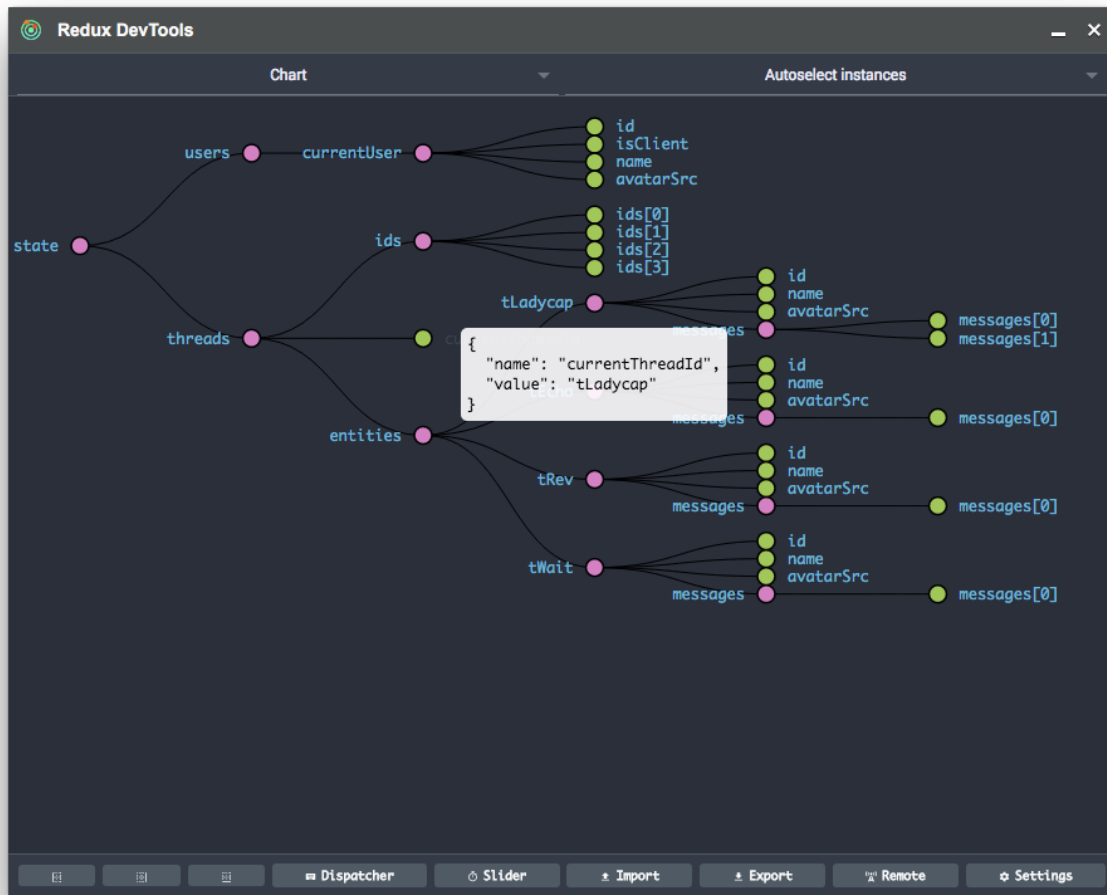 Redux DevTools
Chart
Autoselect instances
users
currentUser
id
isClient
name
avatarSrc
state
ids
ids[0]
ids[1]
ids[2]
ids[3]
threads
{
"name": "currentThreadId",
"value": "tLadycap"
}
entities
tLadycap
id
name
avatarSrc
messages
messages[0]
messages[1]
id
name
avatarSrc
messages
messages[0]
tRev
id
name
avatarSrc
messages
messages[0]
tWait
id
name
avatarSrc
messages
messages[0]
Dispatcher
Slider
Import
Export
Remote
Settings